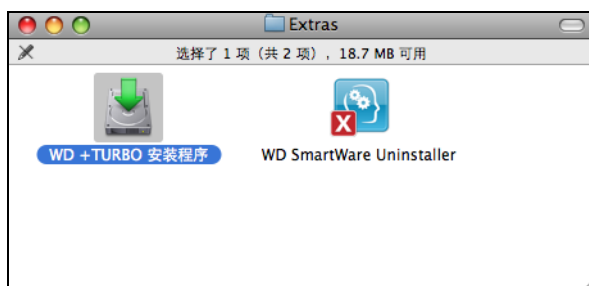 Extras
选择了 1 项（共 2 项）, 18.7 MB 可用
WD +TURBO 安装程序
WD SmartWare Uninstaller